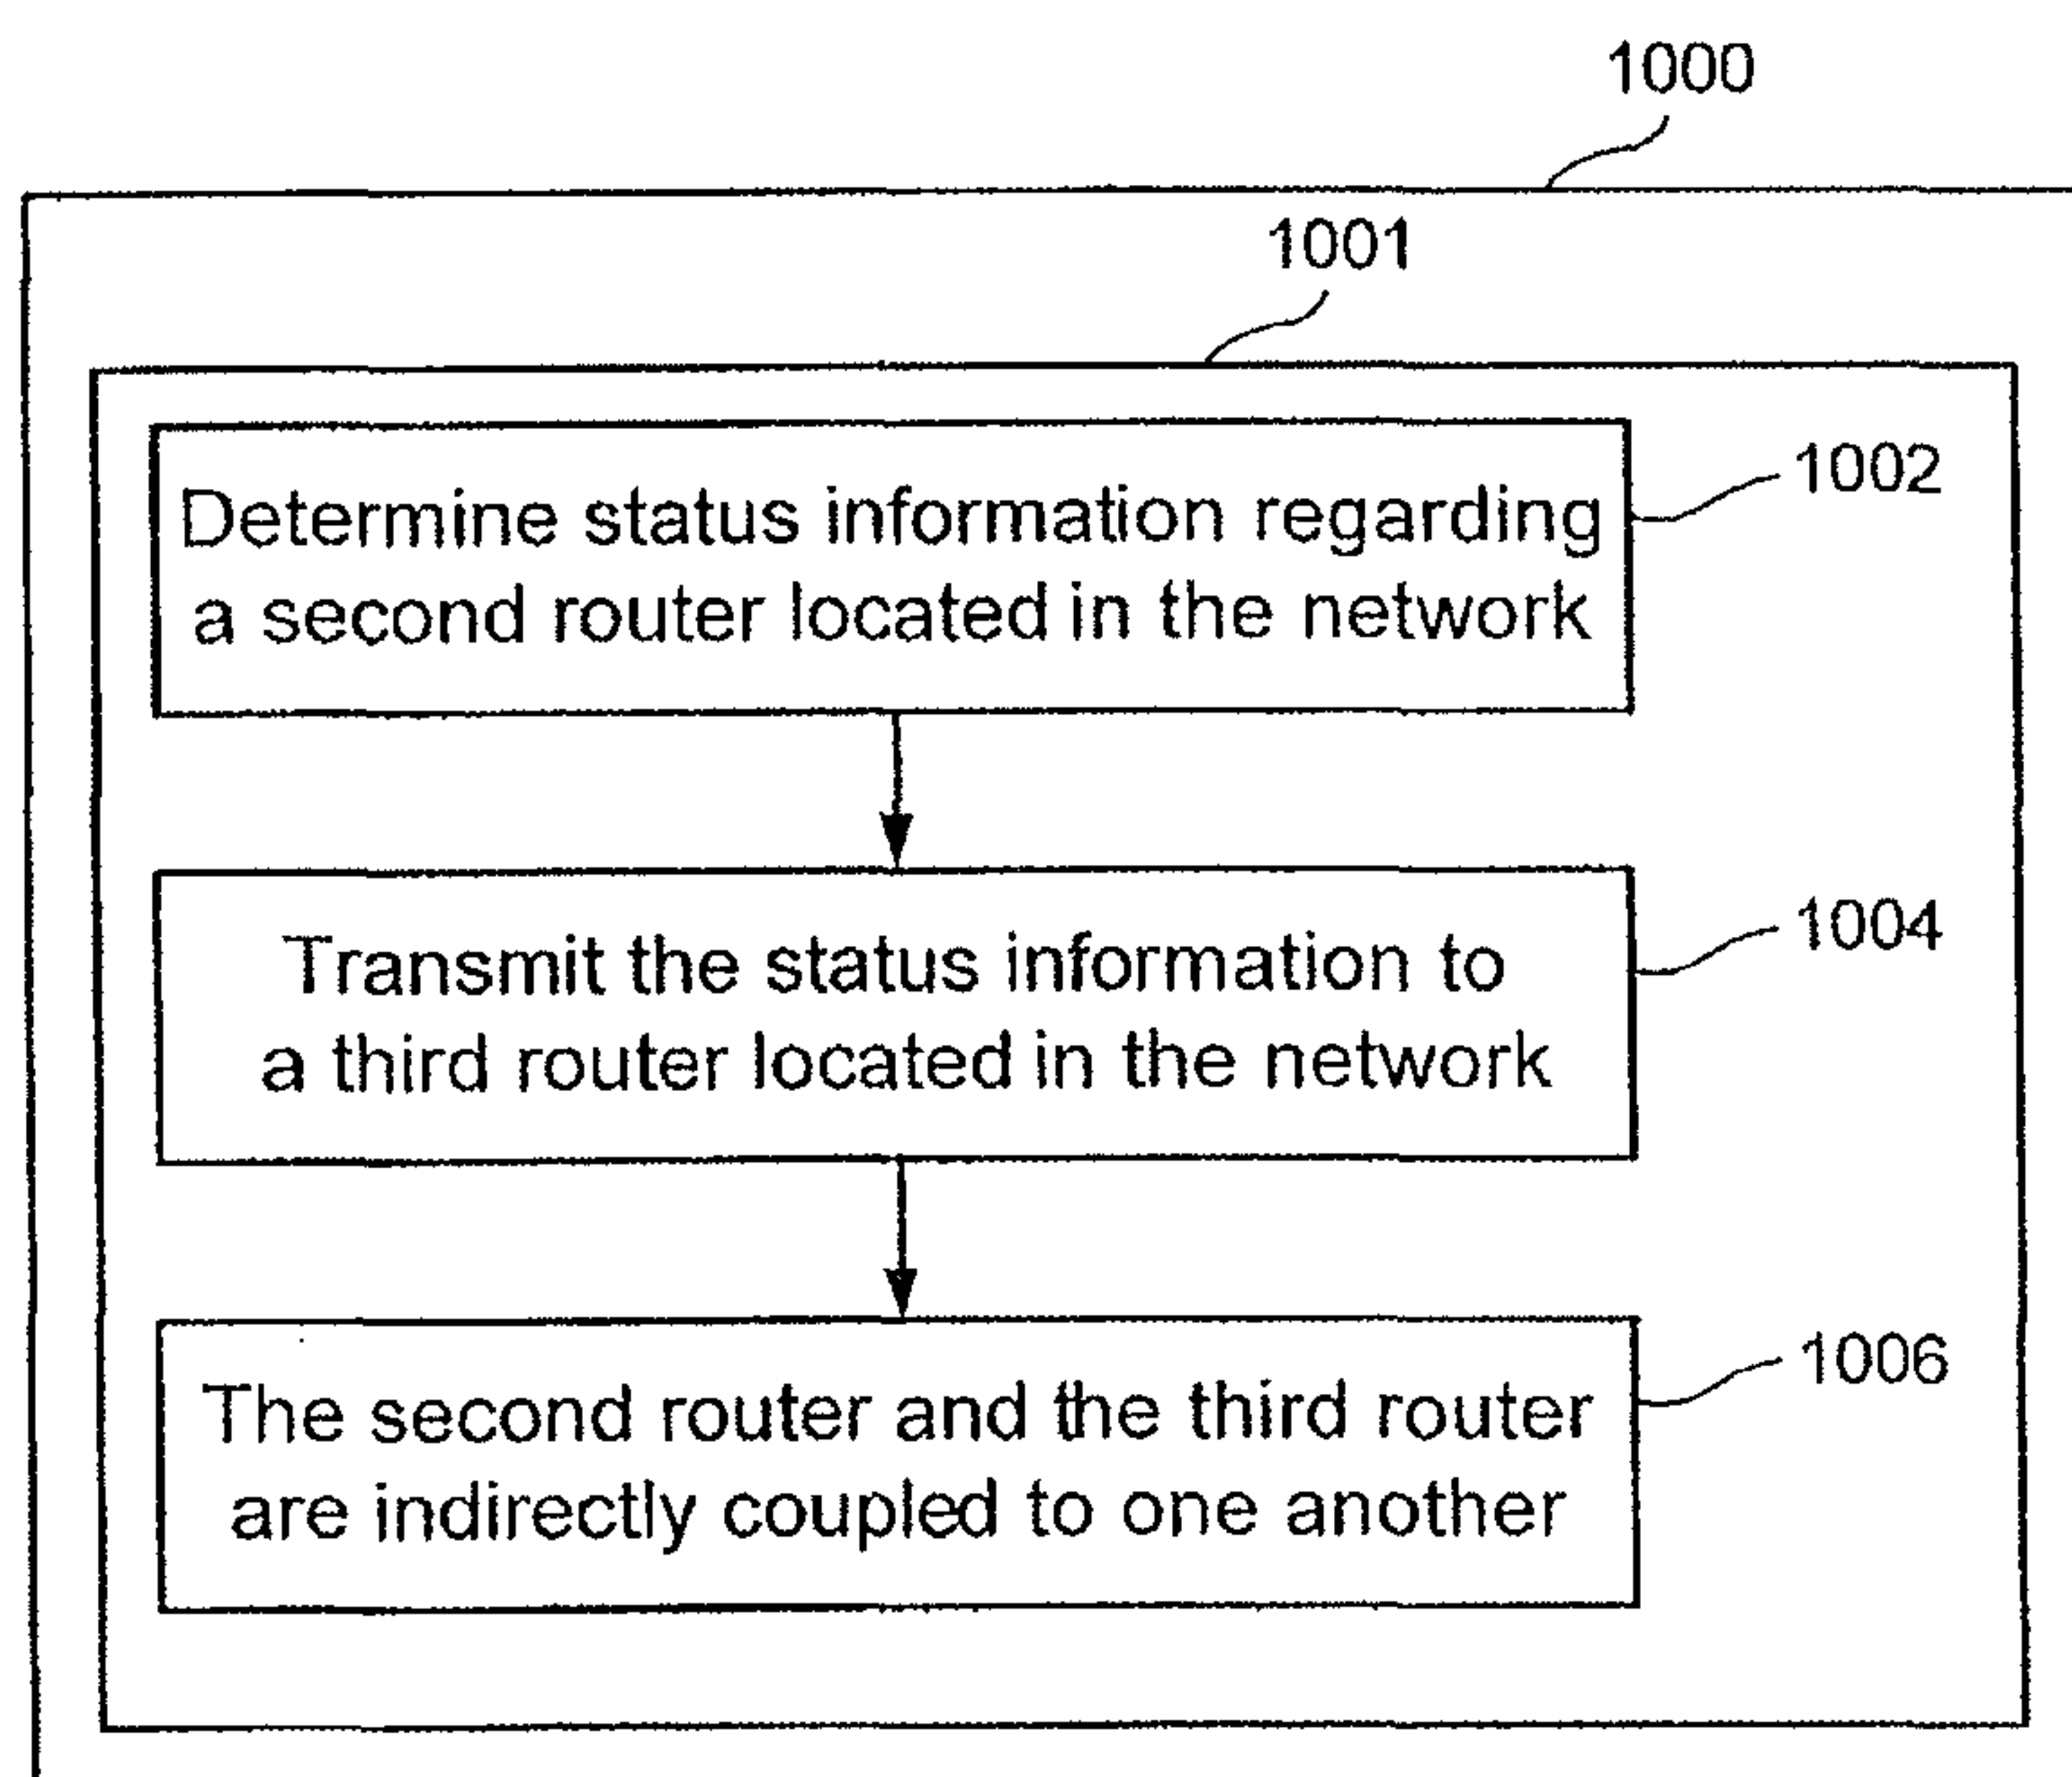 1000
1001
Determine status information regarding
a second router located in the network
1002
Transmit the status information to
a third router located in the network
1004
The second router and the third router
are indirectly coupled to one another
1006